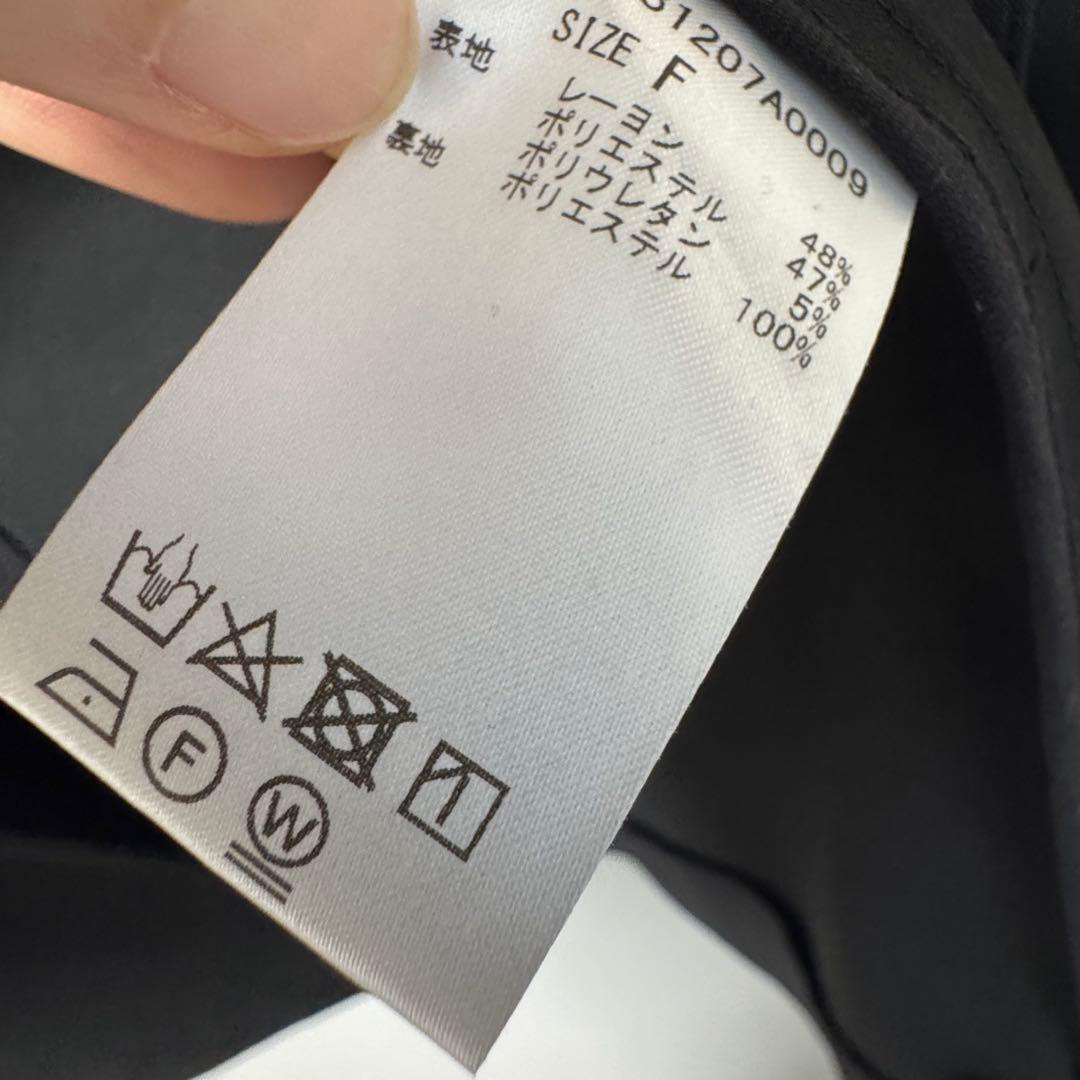 1207A0009
SIZE F
表地 レーヨン 48%
ポリエステル 47%
ポリウレタン 5%
裏地 ポリエステル 100%
F
W